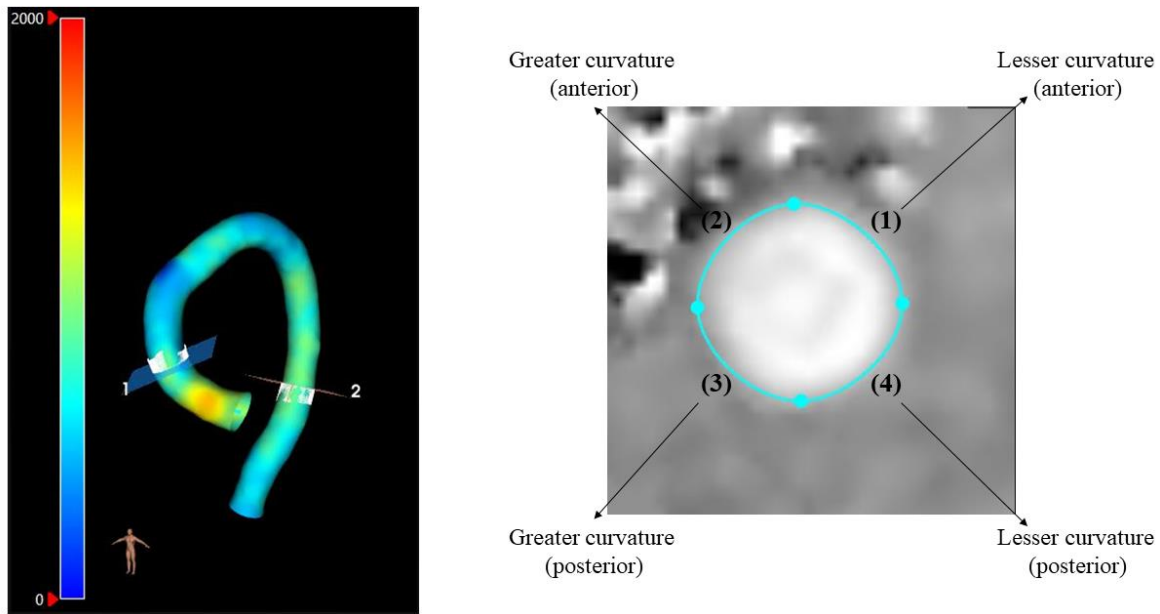 2000
0
1
2
Greater curvature
(anterior)
Lesser curvature
(anterior)
(2)
(1)
(3)
(4)
Greater curvature
(posterior)
Lesser curvature
(posterior)